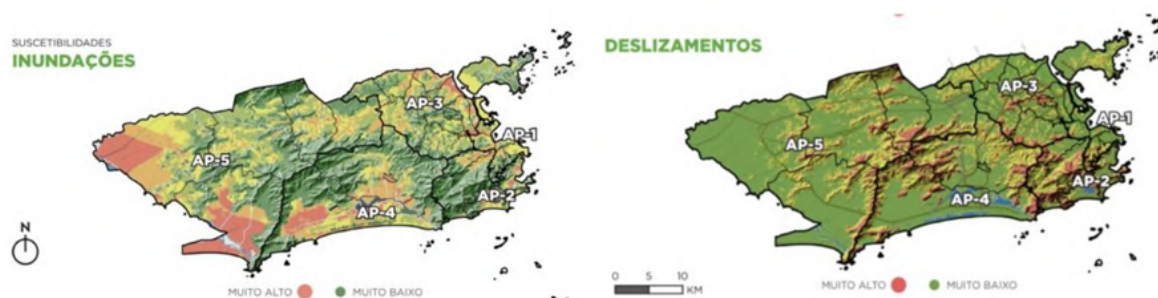 SUSCETIBILIDADES
INUNDAÇÕES
AP-3
AP-1
AP-5
AP-2
AP-4
N
MUITO ALTO
MUITO BAIXO
DESLIZAMENTOS
AP-3
AP-1
AP-5
AP-2
AP-4
0 5 10
KM
MUITO ALTO
MUITO BAIXO